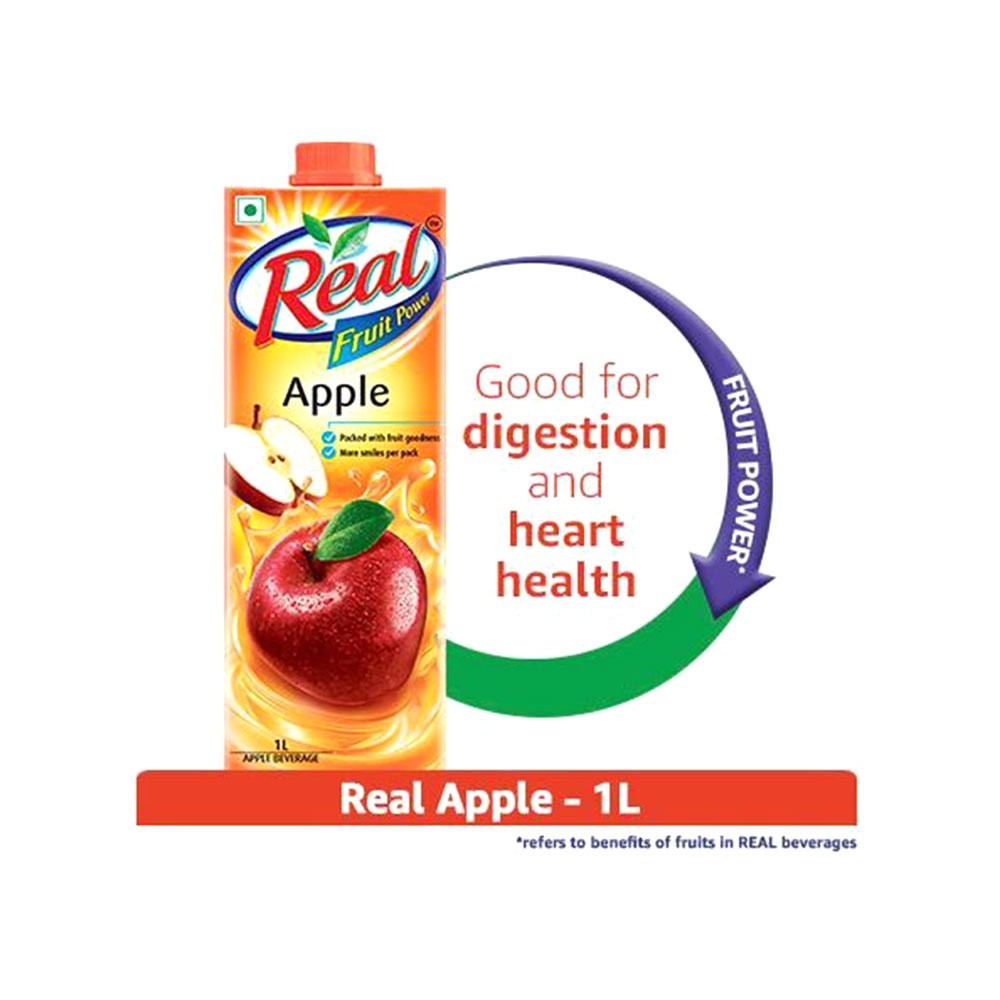 Real
Fruit Power
Apple
Packed with fruit goodness
More smiles per pack
1L
APPLE BEVERAGE
Good for
digestion
and
heart
health
FRUIT POWER*
Real Apple - 1L
*refers to benefits of fruits in REAL beverages